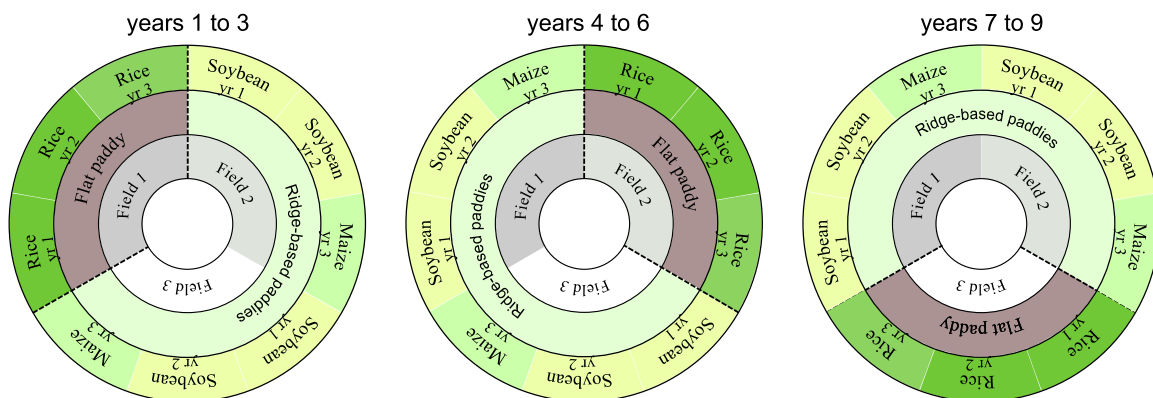 years 1 to 3
Rice
yr 1
Rice
yr 2
Rice
yr 3
Soybean
yr 1
Soybean
yr 2
Maize
yr 3
Soybean
yr 1
Soybean
yr 2
Maize
yr 3
Flat paddy
Ridge-based paddies
Field 1
Field 2
Field 3
years 4 to 6
Soybean
yr 1
Soybean
yr 2
Maize
yr 3
Rice
yr 1
Rice
yr 2
Rice
yr 3
Soybean
yr 1
Soybean
yr 2
Maize
yr 3
Ridge-based paddies
Flat paddy
Field 1
Field 2
Field 3
years 7 to 9
Soybean
yr 1
Soybean
yr 2
Maize
yr 3
Soybean
yr 1
Soybean
yr 2
Maize
yr 3
Rice
yr 1
Rice
yr 2
Rice
yr 3
Ridge-based paddies
Flat paddy
Field 1
Field 2
Field 3